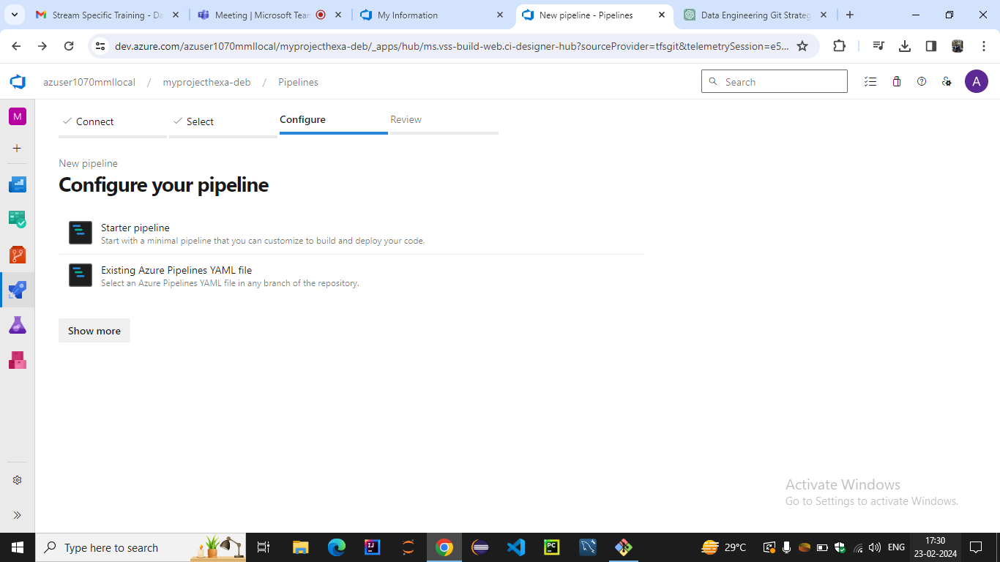 Stream Specific Training - Da
Meeting | Microsoft Team
My Information
New pipeline - Pipelines
Data Engineering Git Strateg
dev.azure.com/azuser1070mmllocal/myprojecthexa-deb/_apps/hub/ms.vss-build-web.ci-designer-hub?sourceProvider=tfsgit&telemetrySession=e5...
azuser1070mmllocal / myprojecthexa-deb / Pipelines
Search
A
M
Connect
Select
Configure
Review
New pipeline
Configure your pipeline
Starter pipeline
Start with a minimal pipeline that you can customize to build and deploy your code.
Existing Azure Pipelines YAML file
Select an Azure Pipelines YAML file in any branch of the repository.
Show more
Activate Windows
Go to Settings to activate Windows.
Type here to search
29°C
ENG
17:30
23-02-2024